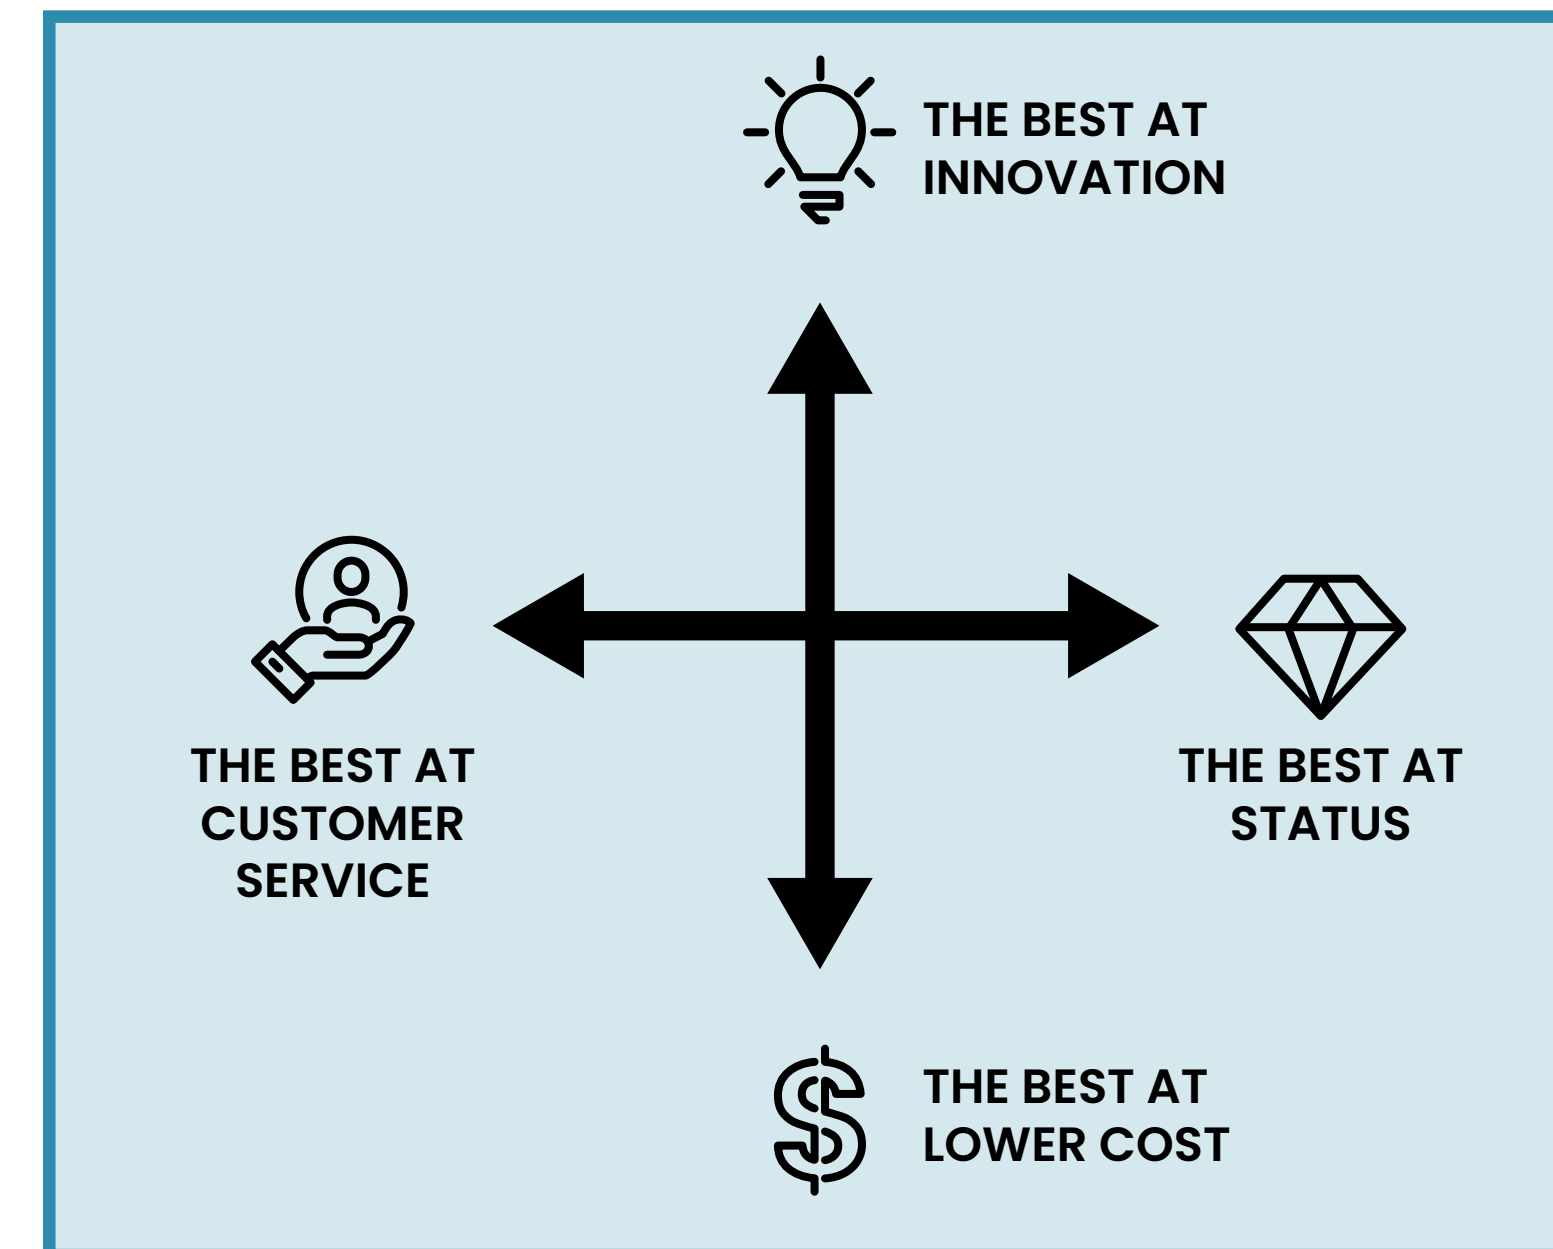 THE BEST AT
INNOVATION
THE BEST AT
CUSTOMER
SERVICE
THE BEST AT
STATUS
THE BEST AT
LOWER COST